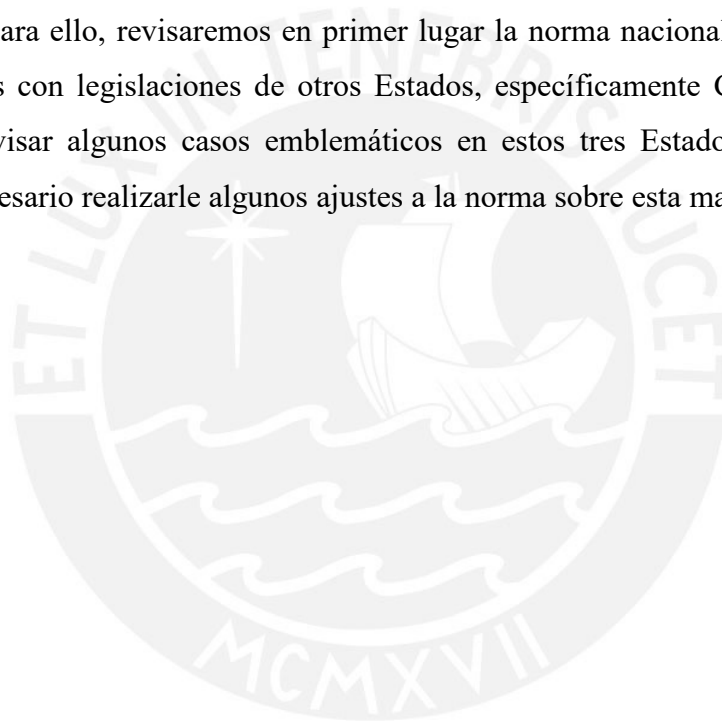 ara ello, revisaremos en primer lugar la norma nacional
s con legislaciones de otros Estados, específicamente
visar algunos casos emblemáticos en estos tres Estado
esario realizarle algunos ajustes a la norma sobre esta ma
ET LUX IN TENEBRIS LUCET
MCMXVII